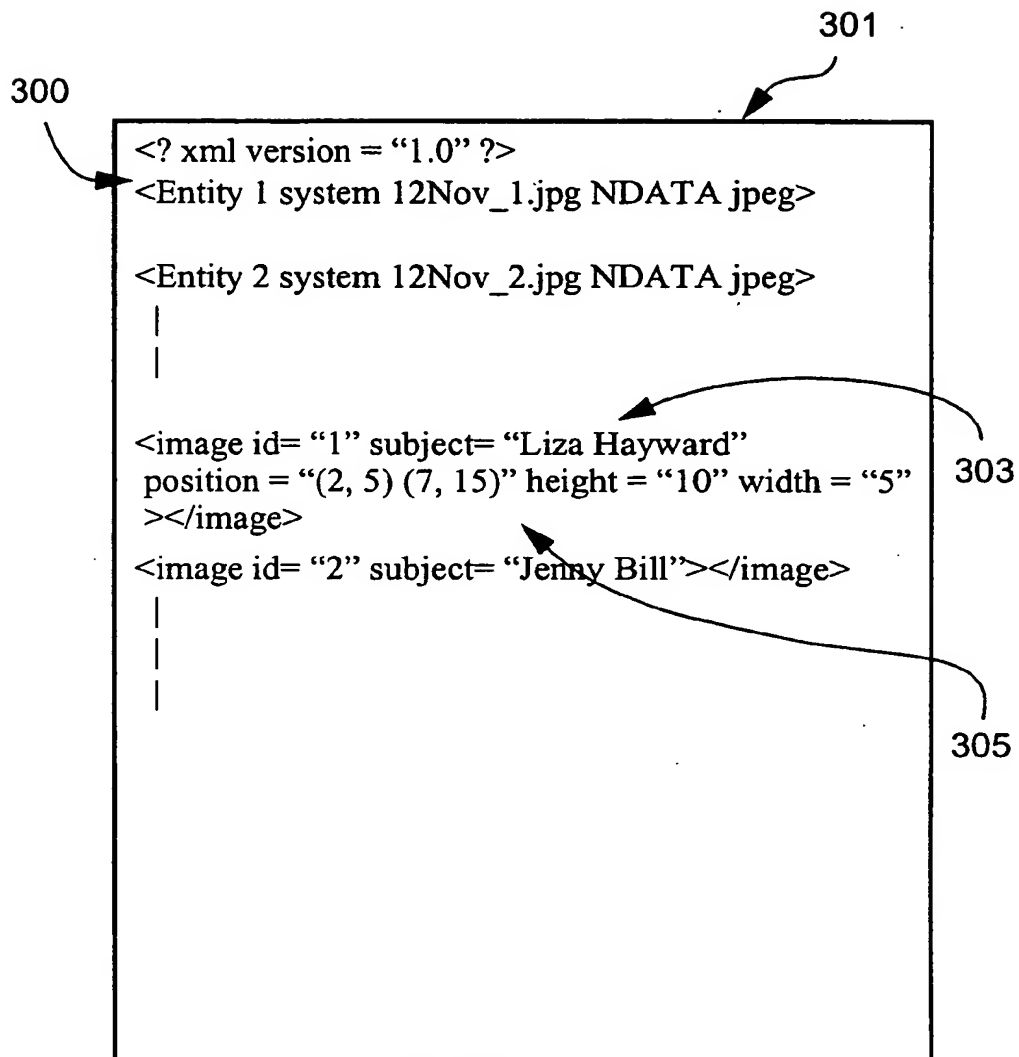 301
300
<? xml version = “1.0” ?>
<Entity 1 system 12Nov_1.jpg NDATA jpeg>
<Entity 2 system 12Nov_2.jpg NDATA jpeg>
<image id= “1” subject= “Liza Hayward”
303
position = “(2, 5) (7, 15)” height = “10” width = “5”
></image>
<image id= “2” subject= “Jenny Bill”></image>
305